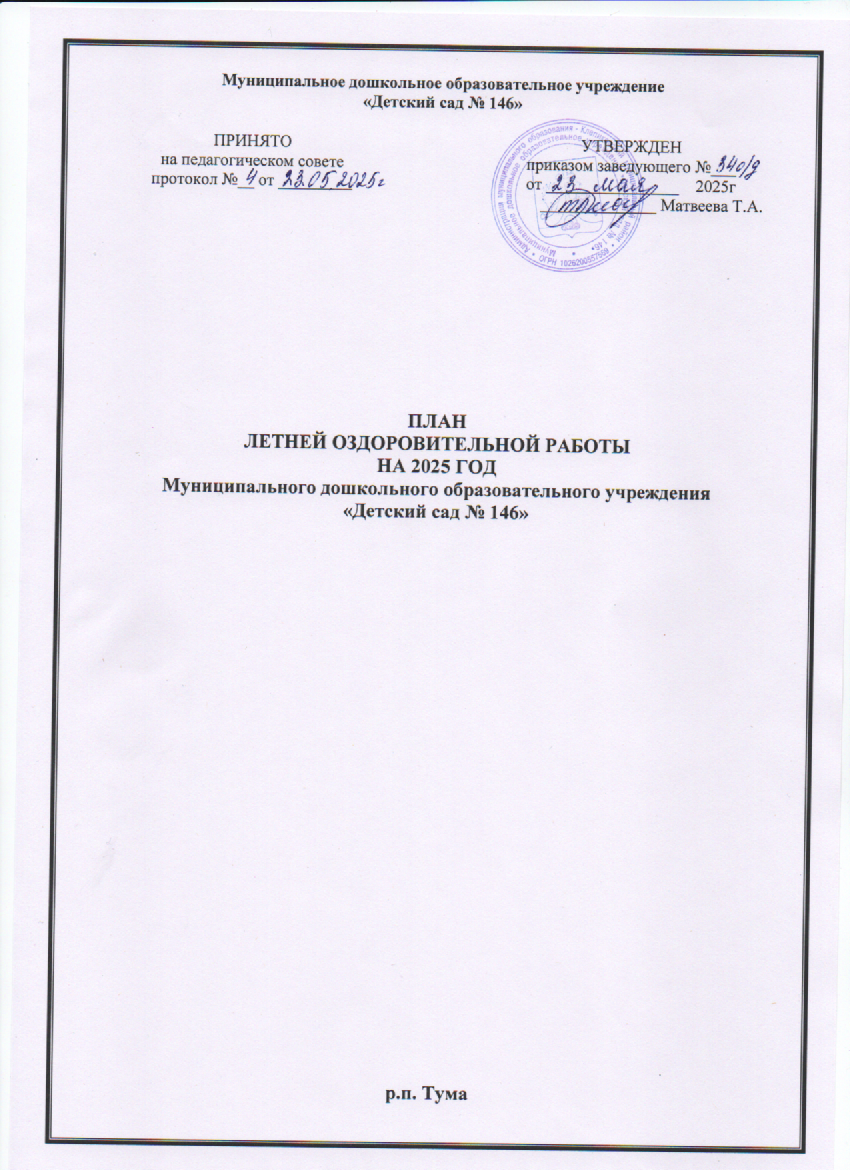 Муниципальное дошкольное образовательное учреждение
«Детский сад № 146»
ПРИНЯТО
на педагогическом совете
протокол № 4 от 23.05.2025г
УТВЕРЖДЕН
приказом заведующего № 340/д
от 23 мая 2025г
Матвеева Т.А.
ПЛАН
ЛЕТНЕЙ ОЗДОРОВИТЕЛЬНОЙ РАБОТЫ
НА 2025 ГОД
Муниципального дошкольного образовательного учреждения
«Детский сад № 146»
р.п. Тума